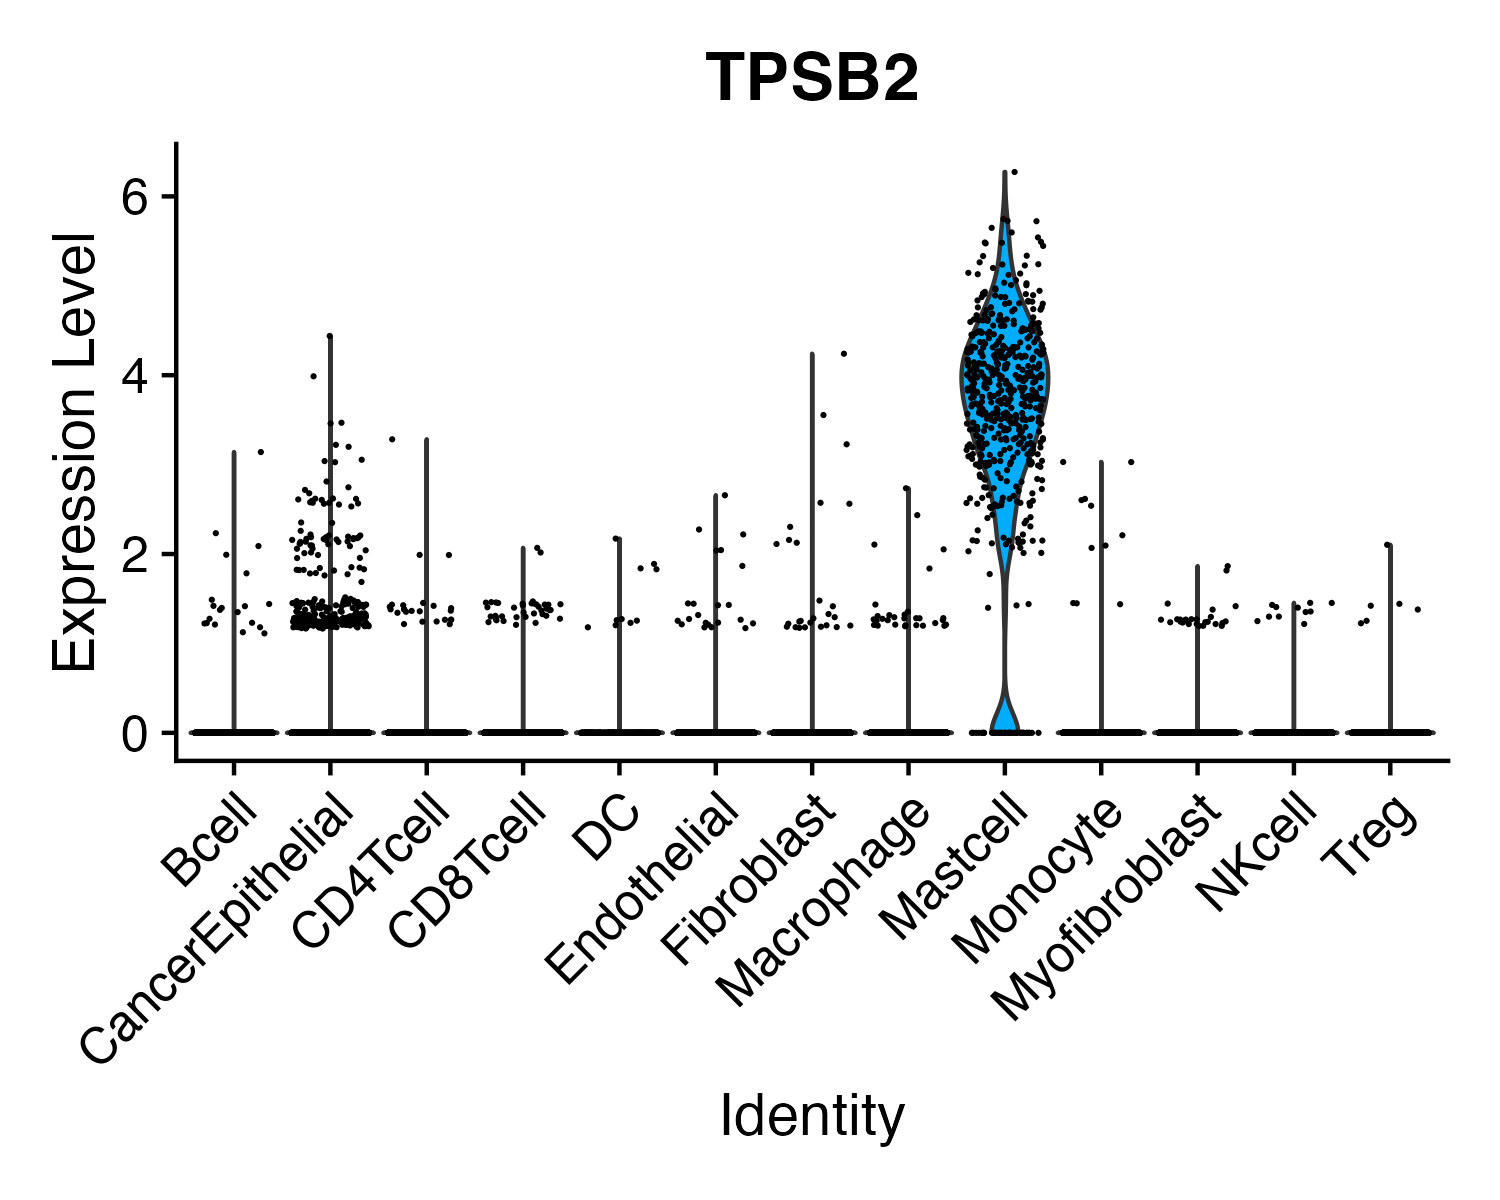 TPSB2
Expression Level
6
4
2
0
Bcell
CancerEpithelial
CD4Tcell
CD8Tcell
DC
Endothelial
Fibroblast
Macrophage
Mastcell
Monocyte
Myofibroblast
NKcell
Treg
Identity